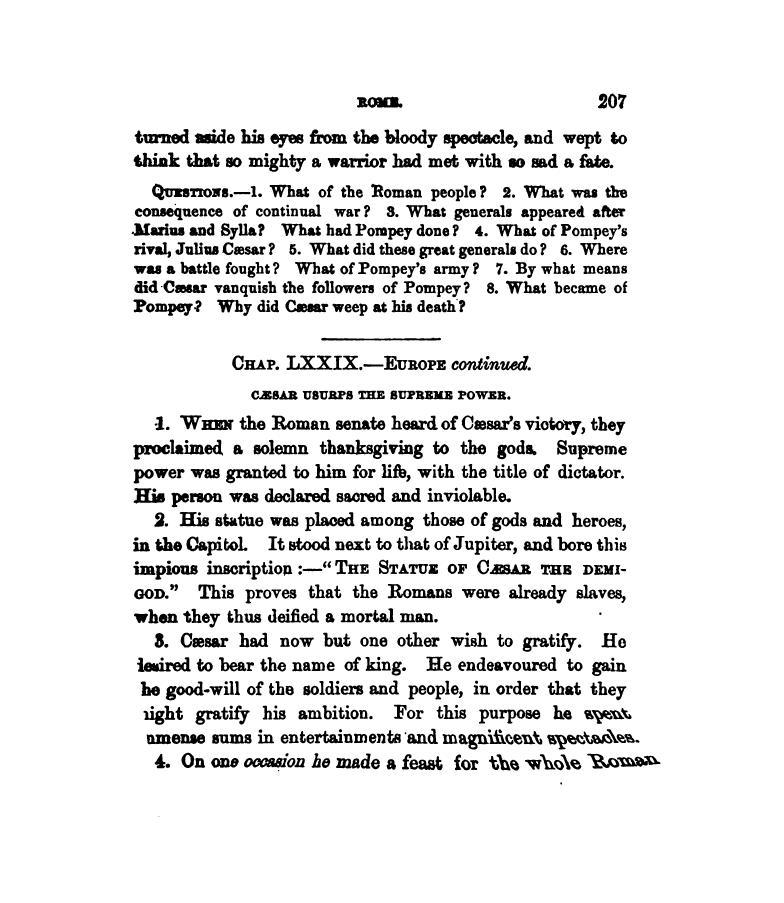 ROME. 207
turned aside his eyes from the bloody spectacle, and wept to
think that so mighty a warrior had met with so sad a fate.
QUESTIONS.—1. What of the Roman people? 2. What was the
consequence of continual war? 3. What generals appeared after
Marius and Sylla? What had Pompey done? 4. What of Pompey's
rival, Julius Cæsar? 5. What did these great generals do? 6. Where
was a battle fought? What of Pompey's army? 7. By what means
did Cæsar vanquish the followers of Pompey? 8. What became of
Pompey? Why did Cæsar weep at his death?
CHAP. LXXIX.—EUROPE continued.
CÆSAR USURPS THE SUPREME POWER.
1. WHEN the Roman senate heard of Cæsar's victory, they
proclaimed a solemn thanksgiving to the gods. Supreme
power was granted to him for life, with the title of dictator.
His person was declared sacred and inviolable.
2. His statue was placed among those of gods and heroes,
in the Capitol. It stood next to that of Jupiter, and bore this
impious inscription:—"THE STATUE OF CÆSAR THE DEMI-
GOD." This proves that the Romans were already slaves,
when they thus deified a mortal man.
3. Cæsar had now but one other wish to gratify. He
lesired to bear the name of king. He endeavoured to gain
he good-will of the soldiers and people, in order that they
night gratify his ambition. For this purpose he spent
nmense sums in entertainments and magnificent spectacles.
4. On one occasion he made a feast for the whole Roman